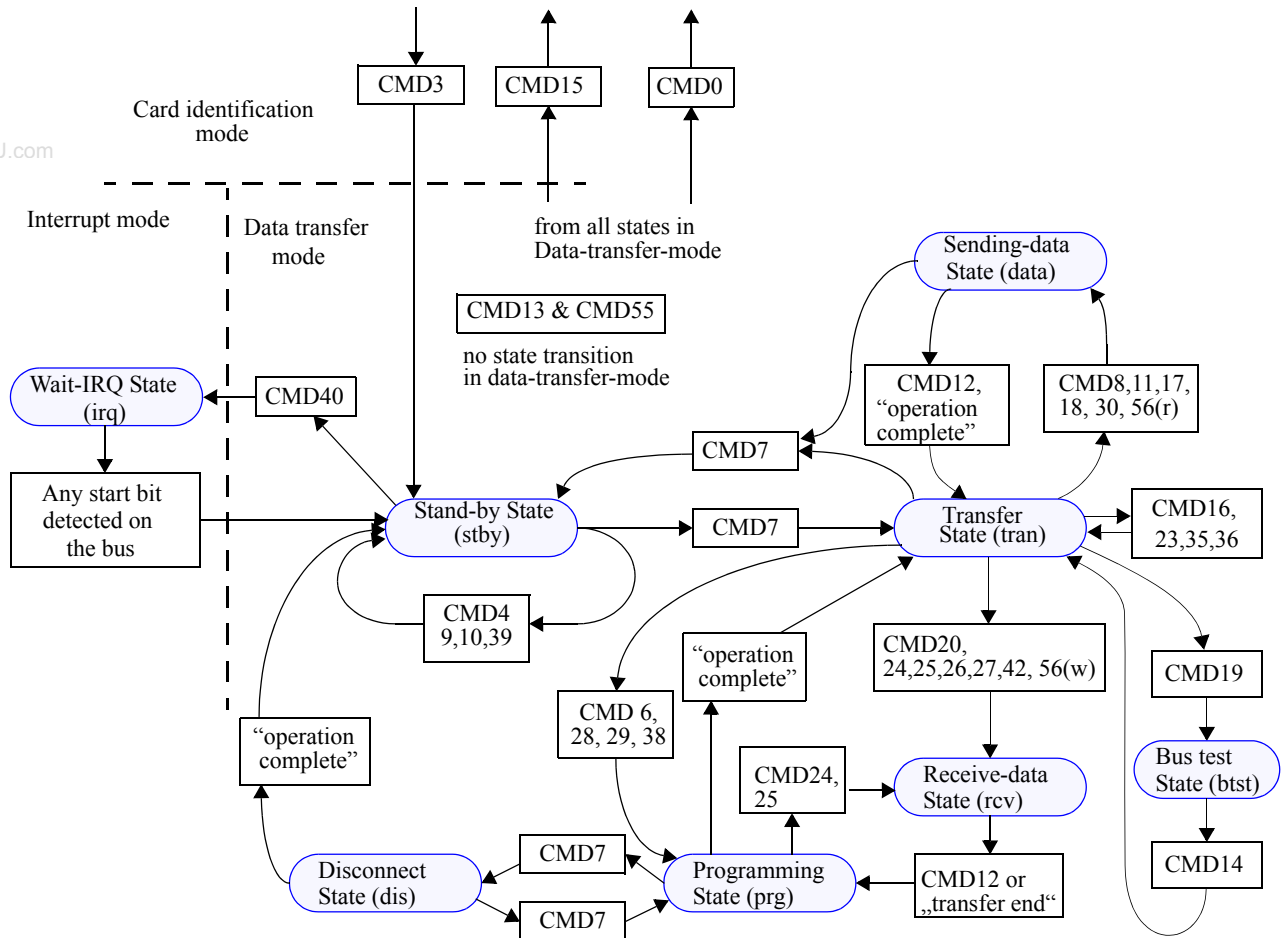 CMD3
CMD15
CMD0
Card identification
mode
J.com
Interrupt mode
Data transfer
mode
from all states in
Data-transfer-mode
Sending-data
State (data)
CMD13 & CMD55
no state transition
in data-transfer-mode
Wait-IRQ State
(irq)
CMD40
CMD12,
“operation
complete”
CMD8,11,17,
18, 30, 56(r)
CMD7
Any start bit
detected on
the bus
Stand-by State
(stby)
CMD7
Transfer
State (tran)
CMD16,
23,35,36
CMD4
9,10,39
“operation
complete”
CMD20,
24,25,26,27,42, 56(w)
CMD19
CMD 6,
28, 29, 38
“operation
complete”
CMD24,
25
Receive-data
State (rcv)
Bus test
State (btst)
CMD7
Disconnect
State (dis)
CMD7
Programming
State (prg)
CMD12 or
„transfer end“
CMD14